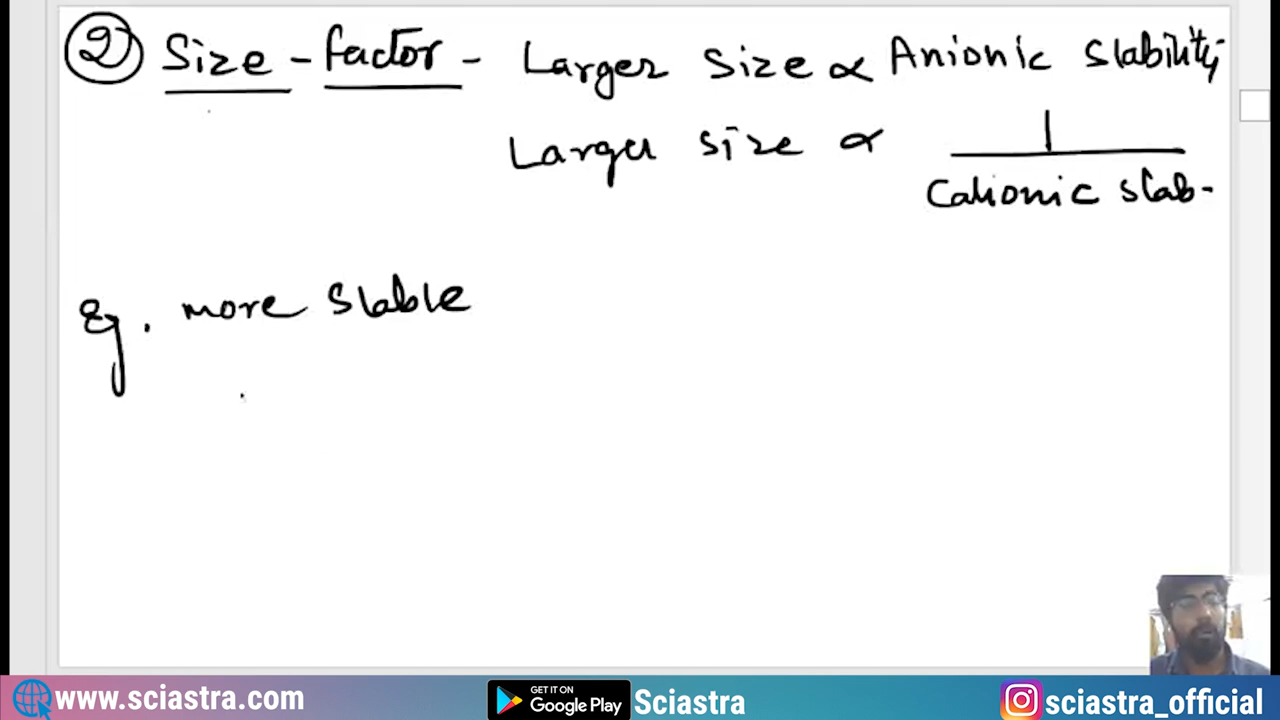 2 Size - factor - Larger size ∝ Anionic Stability
Larger size ∝ 1
Cationic Stab-
Eg. more Stable
www.sciastra.com
GET IT ON
Google Play
Sciastra
sciastra_official